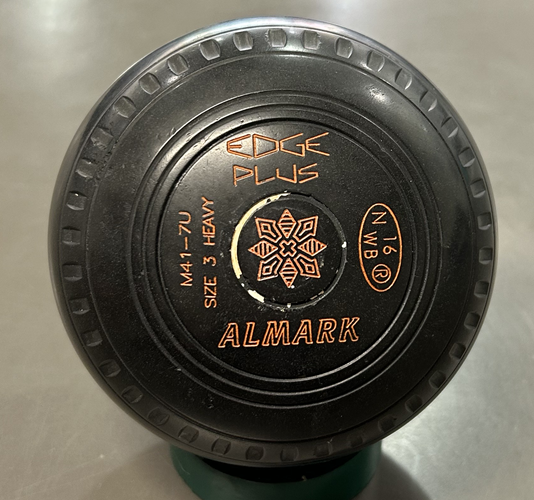 EDGE
PLUS
M41-7U
SIZE 3 HEAVY
N 16
WB R
ALMARK